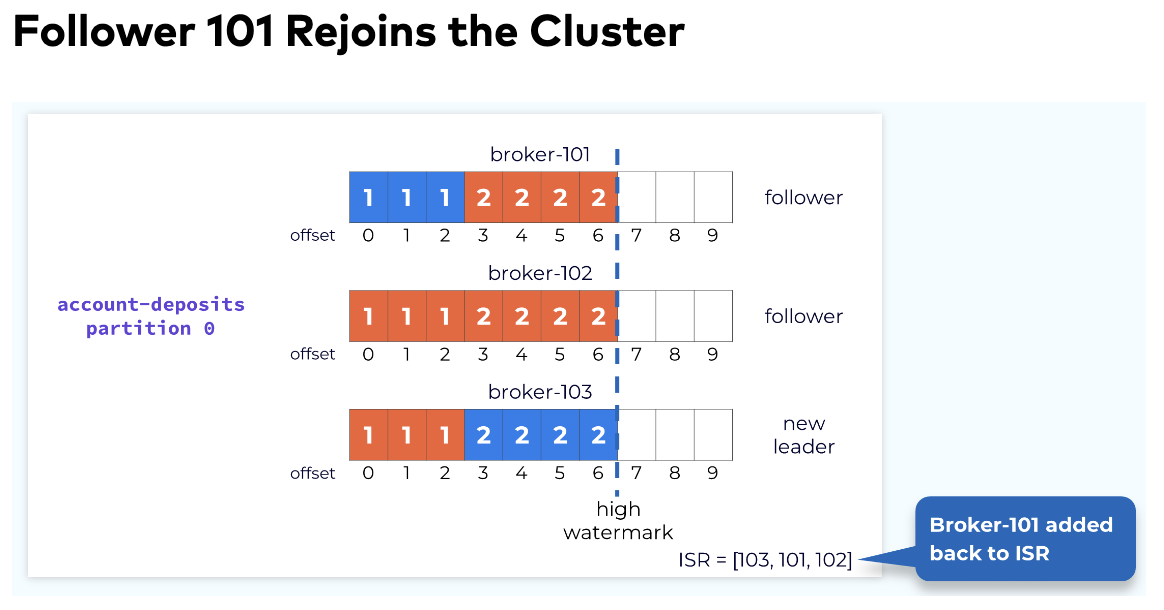 Follower 101 Rejoins the Cluster
broker-101
1 1 1 2 2 2 2
follower
offset 0 1 2 3 4 5 6 7 8 9
broker-102
account-deposits
partition 0
1 1 1 2 2 2 2
follower
offset 0 1 2 3 4 5 6 7 8 9
broker-103
1 1 1 2 2 2 2
new
leader
offset 0 1 2 3 4 5 6 7 8 9
high
watermark
ISR = [103, 101, 102]
Broker-101 added
back to ISR